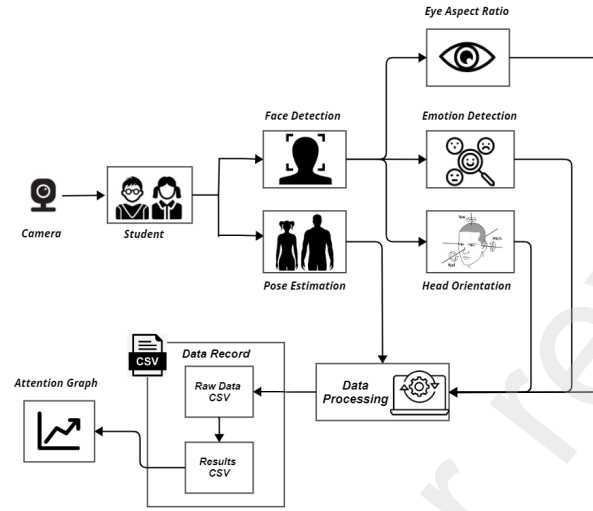 Eye Aspect Ratio
Face Detection
Emotion Detection
Camera
Student
Pose Estimation
Head Orientation
CSV
Data Record
Attention Graph
Raw Data
CSV
Data
Processing
Results
CSV